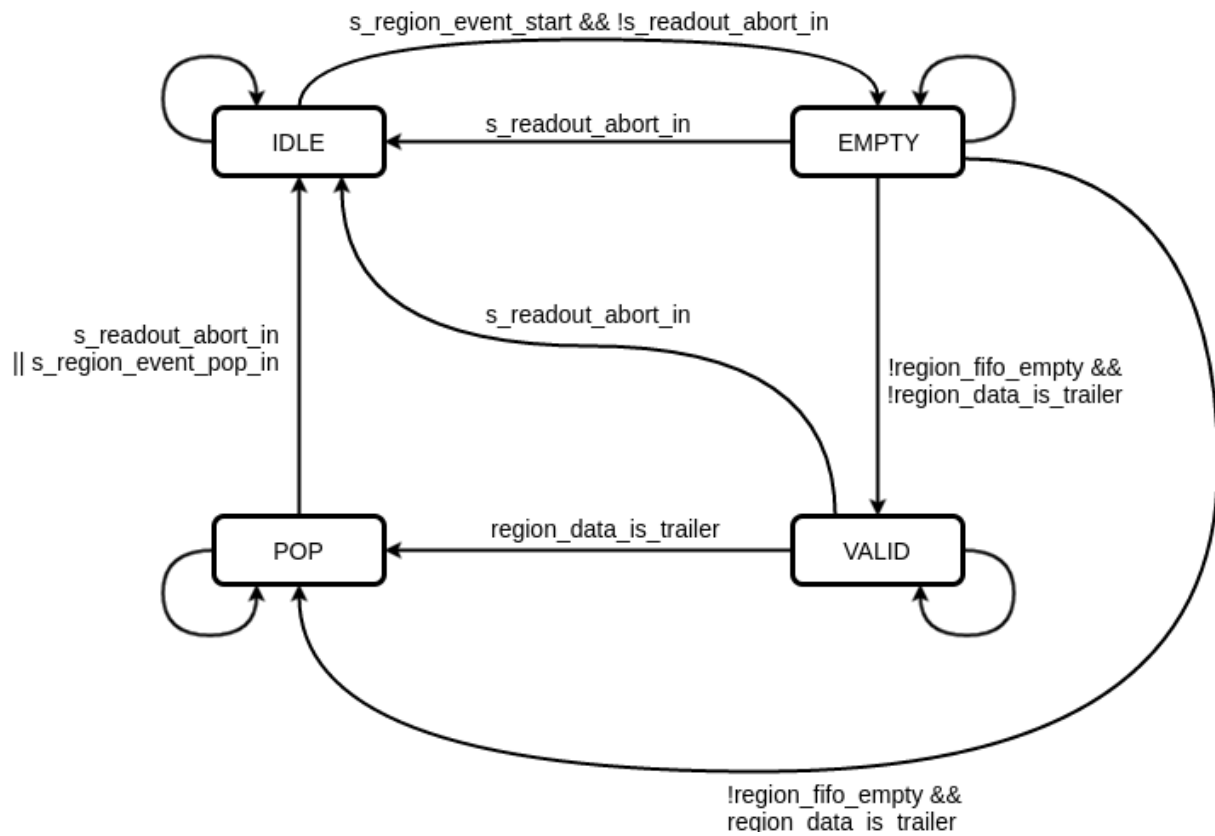 s_region_event_start && !s_readout_abort_in
IDLE
s_readout_abort_in
EMPTY
s_readout_abort_in
s_readout_abort_in
|| s_region_event_pop_in
!region_fifo_empty &&
!region_data_is_trailer
POP
region_data_is_trailer
VALID
!region_fifo_empty &&
region_data_is_trailer